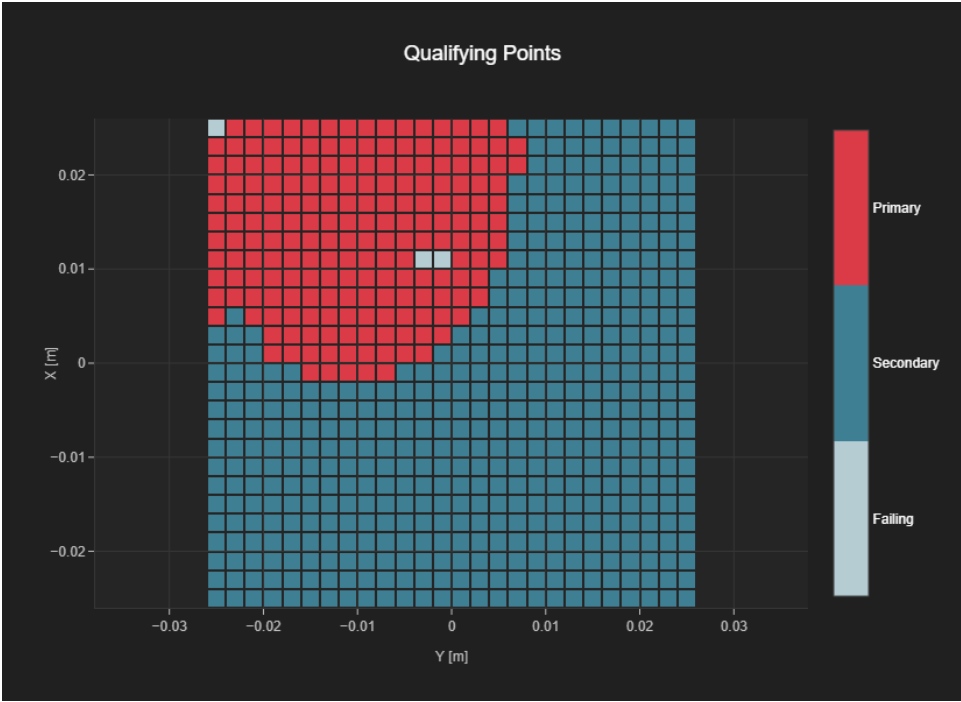 Qualifying Points
0.02
0.01
0
−0.01
−0.02
X [m]
−0.03
−0.02
−0.01
0
0.01
0.02
0.03
Y [m]
Primary
Secondary
Failing